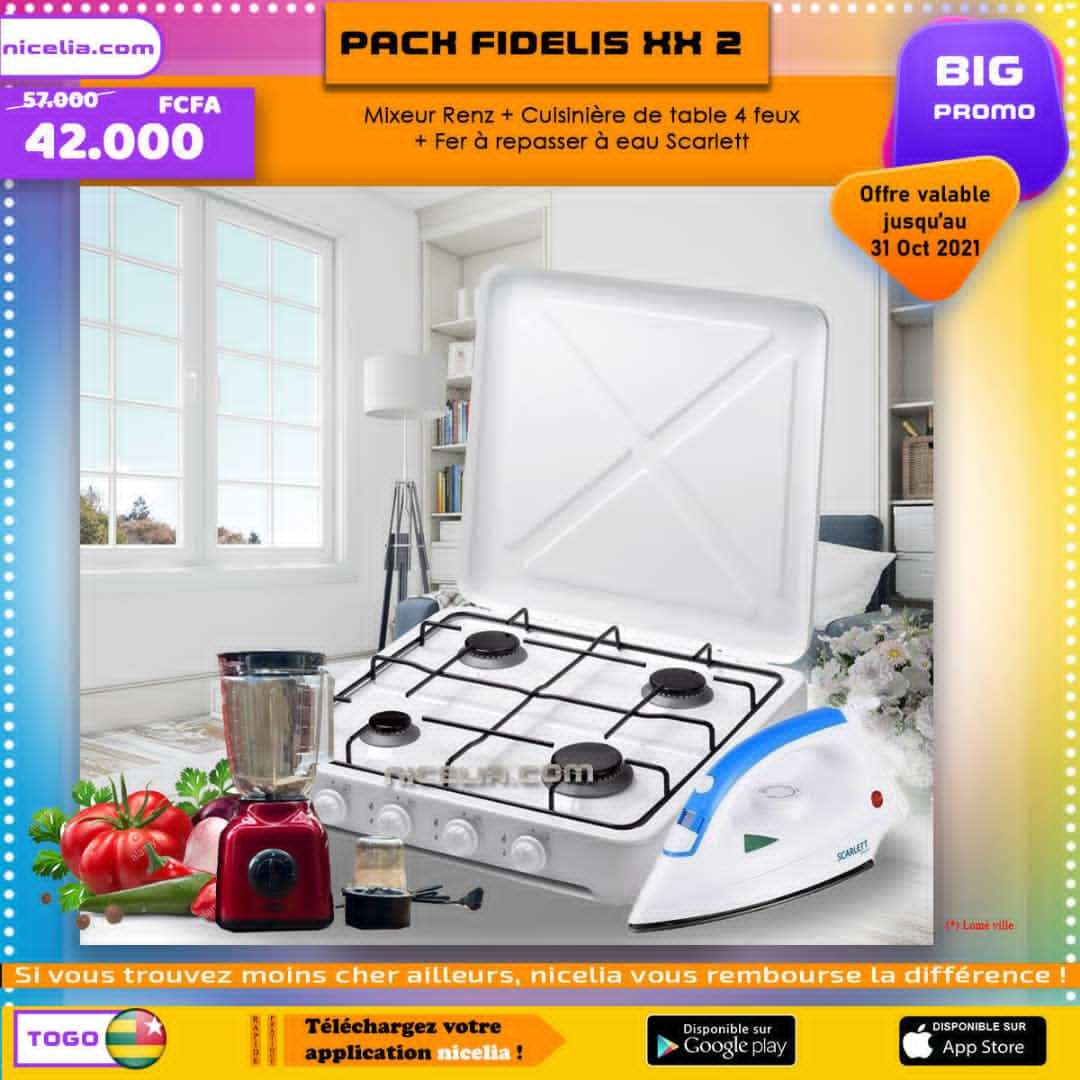 nicelia.com
PACK FIDELIS XX 2
BIG
PROMO
57.000 FCFA
42.000
Mixeur Renz + Cuisinière de table 4 feux
+ Fer à repasser à eau Scarlett
Offre valable
jusqu'au
31 Oct 2021
NICELIA.COM
SCARLETT
(*) Lomé ville
Si vous trouvez moins cher ailleurs, nicelia vous rembourse la différence !
TOGO
RAPIDE
PRATIQUE
Téléchargez votre
application nicelia !
Disponible sur
Google play
DISPONIBLE SUR
App Store